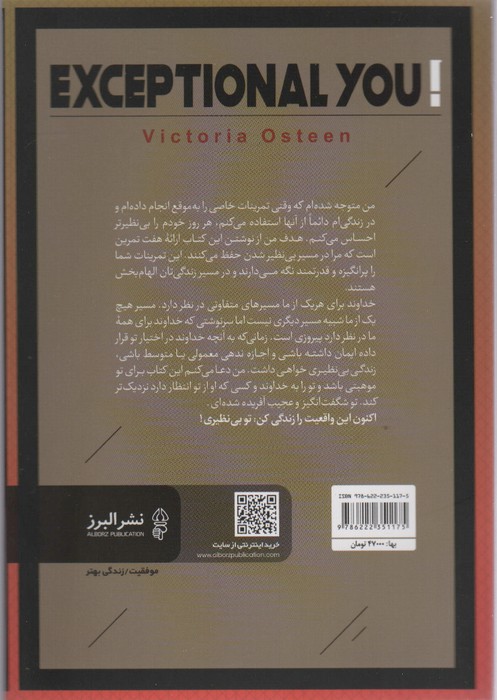 EXCEPTIONAL YOU!
Victoria Osteen
من متوجه شده‌ام که وقتی تمرینات خاصی را به‌موقع انجام داده‌ام و
در زندگی‌ام دائماً از آنها استفاده می‌کنم، هر روز خودم را بی‌نظیرتر
احساس می‌کنم. هدف من از نوشتن این کتاب ارائهٔ هفت تمرین
است که مرا در مسیر بی‌نظیر شدن حفظ می‌کنند. این تمرینات شما
را پرانگیزه و قدرتمند نگه می‌دارند و در مسیر زندگی‌تان الهام‌بخش
هستند.
خداوند برای هریک از ما مسیرهای متفاوتی در نظر دارد. مسیر هیچ
یک از ما شبیه مسیر دیگری نیست اما سرنوشتی که خداوند برای همهٔ
ما در نظر دارد پیروزی است. زمانی‌که به آنچه خداوند در اختیار تو قرار
داده ایمان داشته باشی و اجازه ندهی معمولی یا متوسط باشی،
زندگی بی‌نظیری خواهی داشت. من دعا می‌کنم این کتاب برای تو
موهبتی باشد و تو را به خداوند و کسی که او از تو انتظار دارد نزدیک‌تر
کند. تو شگفت‌انگیز و عجیب آفریده شده‌ای.
اکنون این واقعیت را زندگی کن: تو بی‌نظیری!
نشر البرز
ALBORZ PUBLICATION
موفقیت/زندگی بهتر
خرید اینترنتی از سایت
www.alborzpublication.com
ISBN 978-622-235-117-5
9 786222 351175
بها: ۴۷۰۰۰ تومان